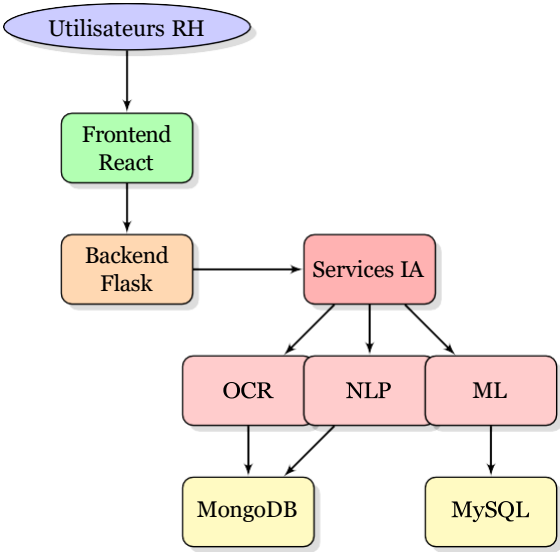 Utilisateurs RH
Frontend
React
Backend
Flask
Services IA
OCR
NLP
ML
MongoDB
MySQL